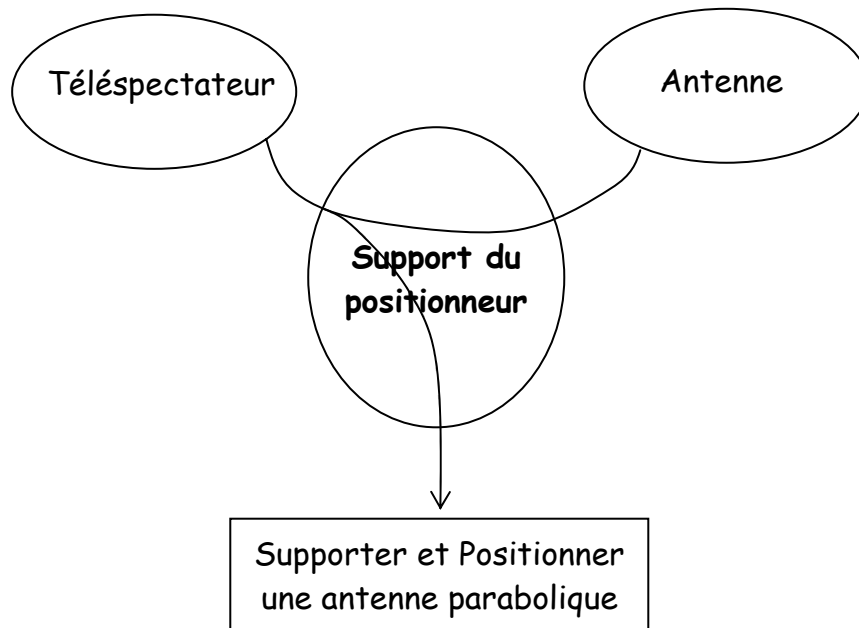 Téléspectateur
Antenne
Support du
positionneur
Supporter et Positionner
une antenne parabolique